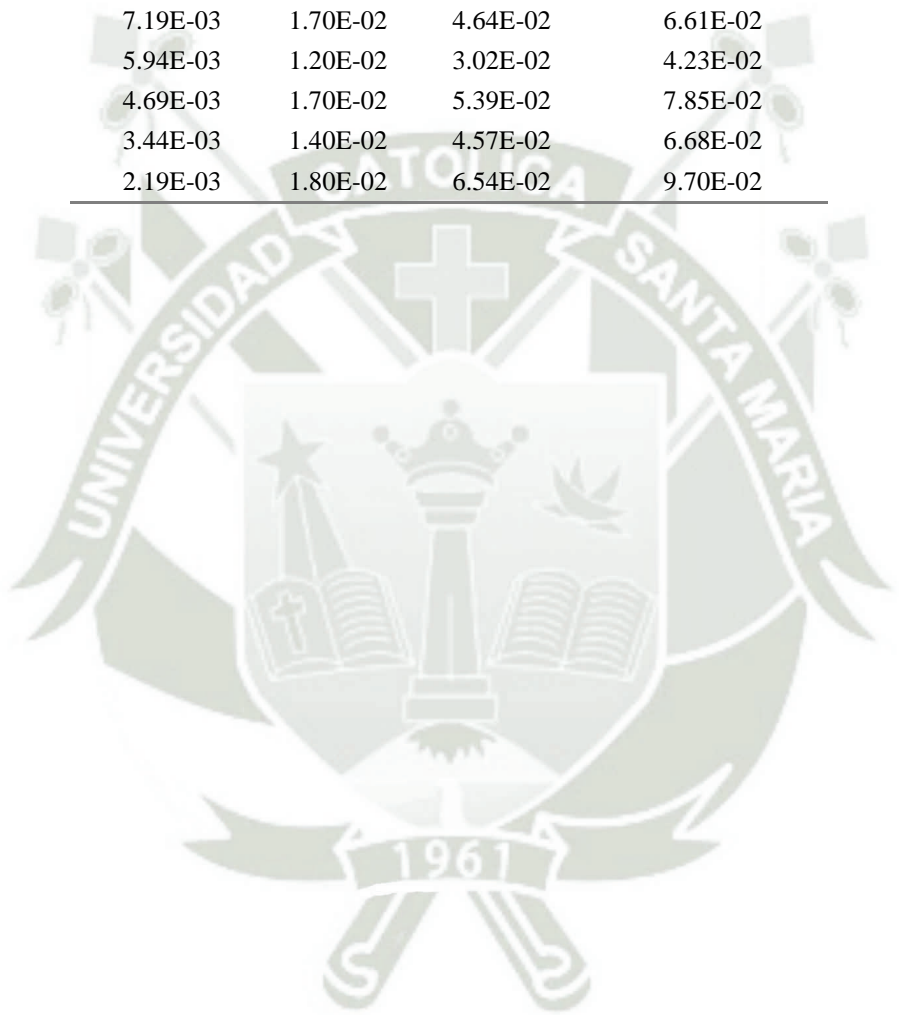 7.19E-03 1.70E-02 4.64E-02 6.61E-02
5.94E-03 1.20E-02 3.02E-02 4.23E-02
4.69E-03 1.70E-02 5.39E-02 7.85E-02
3.44E-03 1.40E-02 4.57E-02 6.68E-02
2.19E-03 1.80E-02 6.54E-02 9.70E-02
UNIVERSIDAD CATOLICA SANTA MARIA
1961